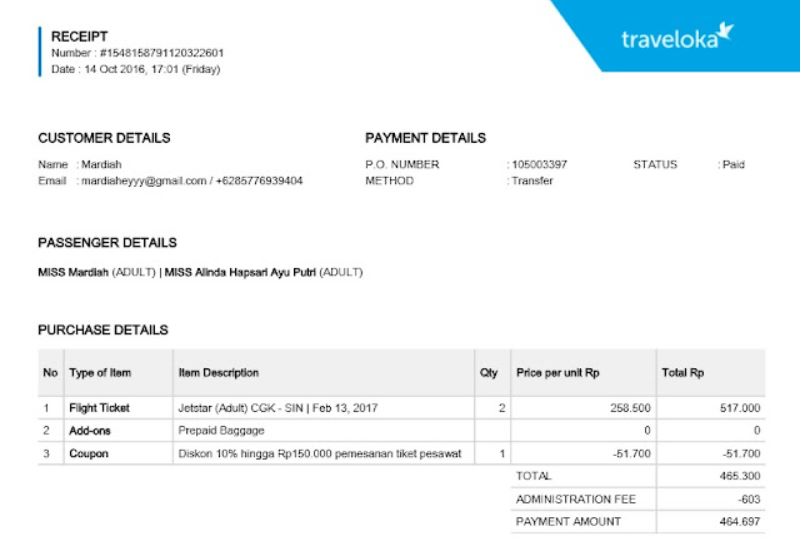 RECEIPT
Number : #1548158791120322601
Date : 14 Oct 2016, 17:01 (Friday)
traveloka
CUSTOMER DETAILS
Name : Mardiah
Email : mardiaheyyy@gmail.com / +6285776939404
PAYMENT DETAILS
P.O. NUMBER : 105003397 STATUS : Paid
METHOD : Transfer
PASSENGER DETAILS
MISS Mardiah (ADULT) | MISS Alinda Hapsari Ayu Putri (ADULT)
PURCHASE DETAILS
No Type of Item Item Description Qty Price per unit Rp Total Rp
1 Flight Ticket Jetstar (Adult) CGK - SIN | Feb 13, 2017 2 258.500 517.000
2 Add-ons Prepaid Baggage 0 0
3 Coupon Diskon 10% hingga Rp150.000 pemesanan tiket pesawat 1 -51.700 -51.700
TOTAL 465.300
ADMINISTRATION FEE -603
PAYMENT AMOUNT 464.697